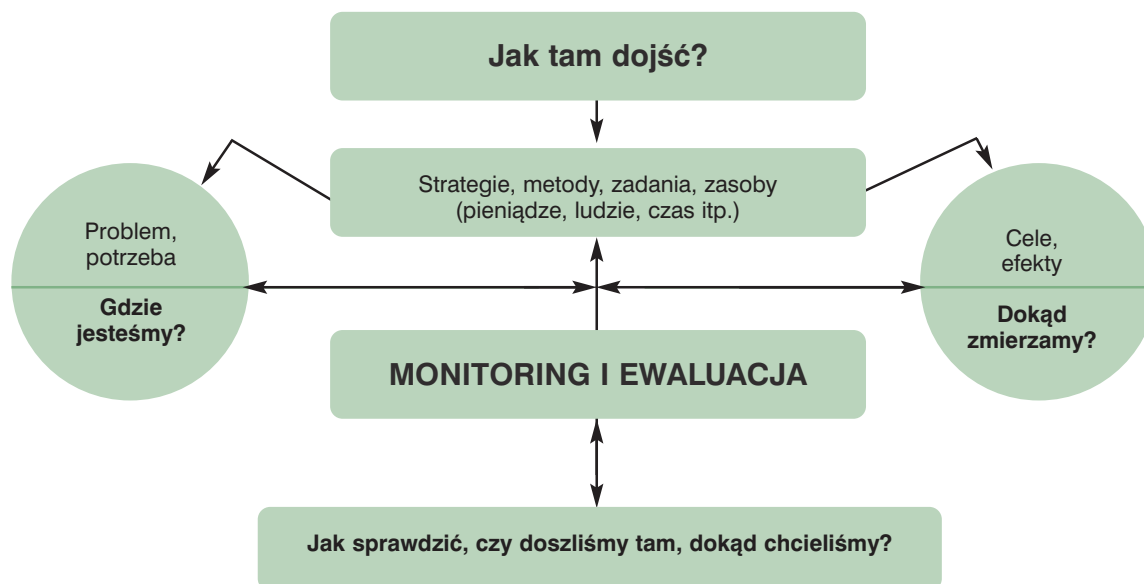 Jak tam dojść?
Strategie, metody, zadania, zasoby
(pieniądze, ludzie, czas itp.)
Problem,
potrzeba
Gdzie
jesteśmy?
Cele,
efekty
Dokąd
zmierzamy?
MONITORING I EWALUACJA
Jak sprawdzić, czy doszliśmy tam, dokąd chcieliśmy?